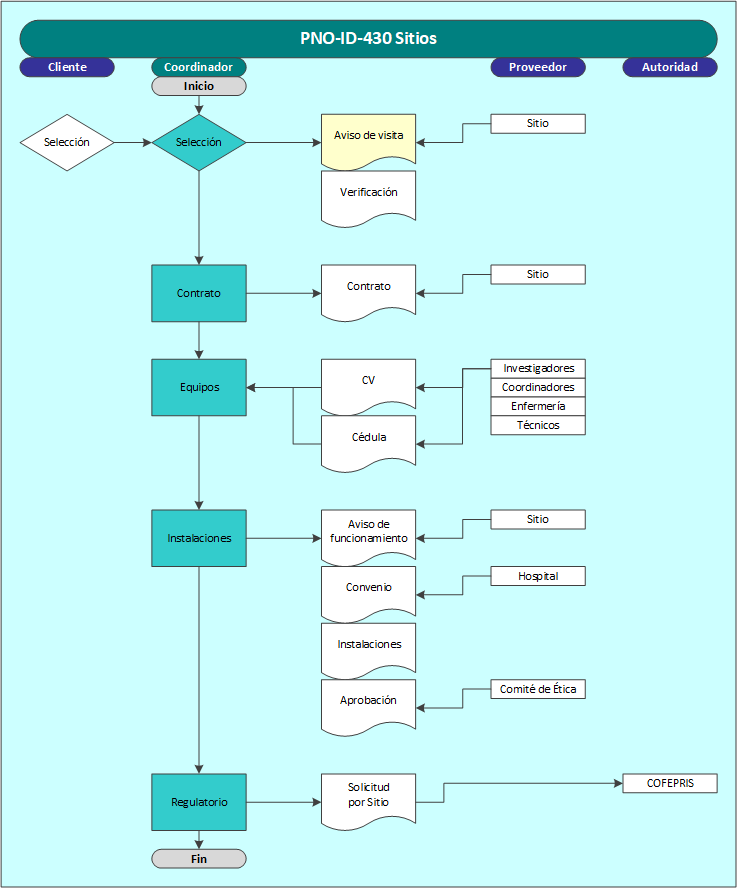 PNO-ID-430 Sitios
Cliente
Coordinador
Proveedor
Autoridad
Inicio
Selección
Selección
Aviso de visita
Sitio
Verificación
Contrato
Contrato
Sitio
Equipos
CV
Investigadores
Coordinadores
Enfermería
Técnicos
Cédula
Instalaciones
Aviso de
funcionamiento
Sitio
Convenio
Hospital
Instalaciones
Aprobación
Comité de Ética
Regulatorio
Solicitud
por Sitio
COFEPRIS
Fin